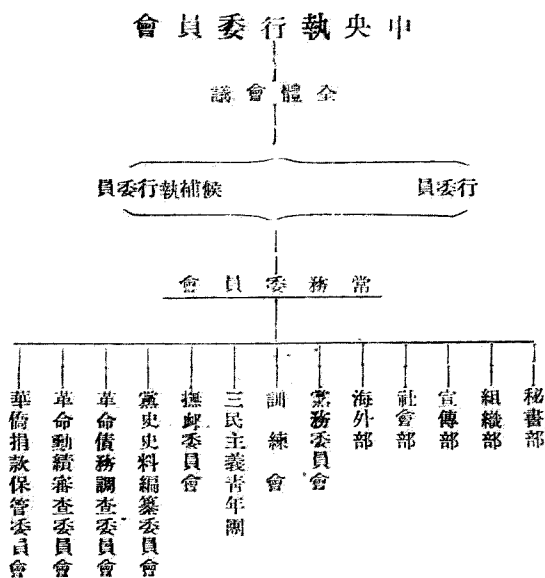 中央執行委員會
全體會議
行委員
候補執行委員
常務委員會
秘書部
組織部
宣傳部
社會部
海外部
黨務委員會
訓練會
三民主義青年團
撫卹委員會
黨史史料編纂委員會
革命債務調查委員會
革命勳績審查委員會
華僑捐款保管委員會